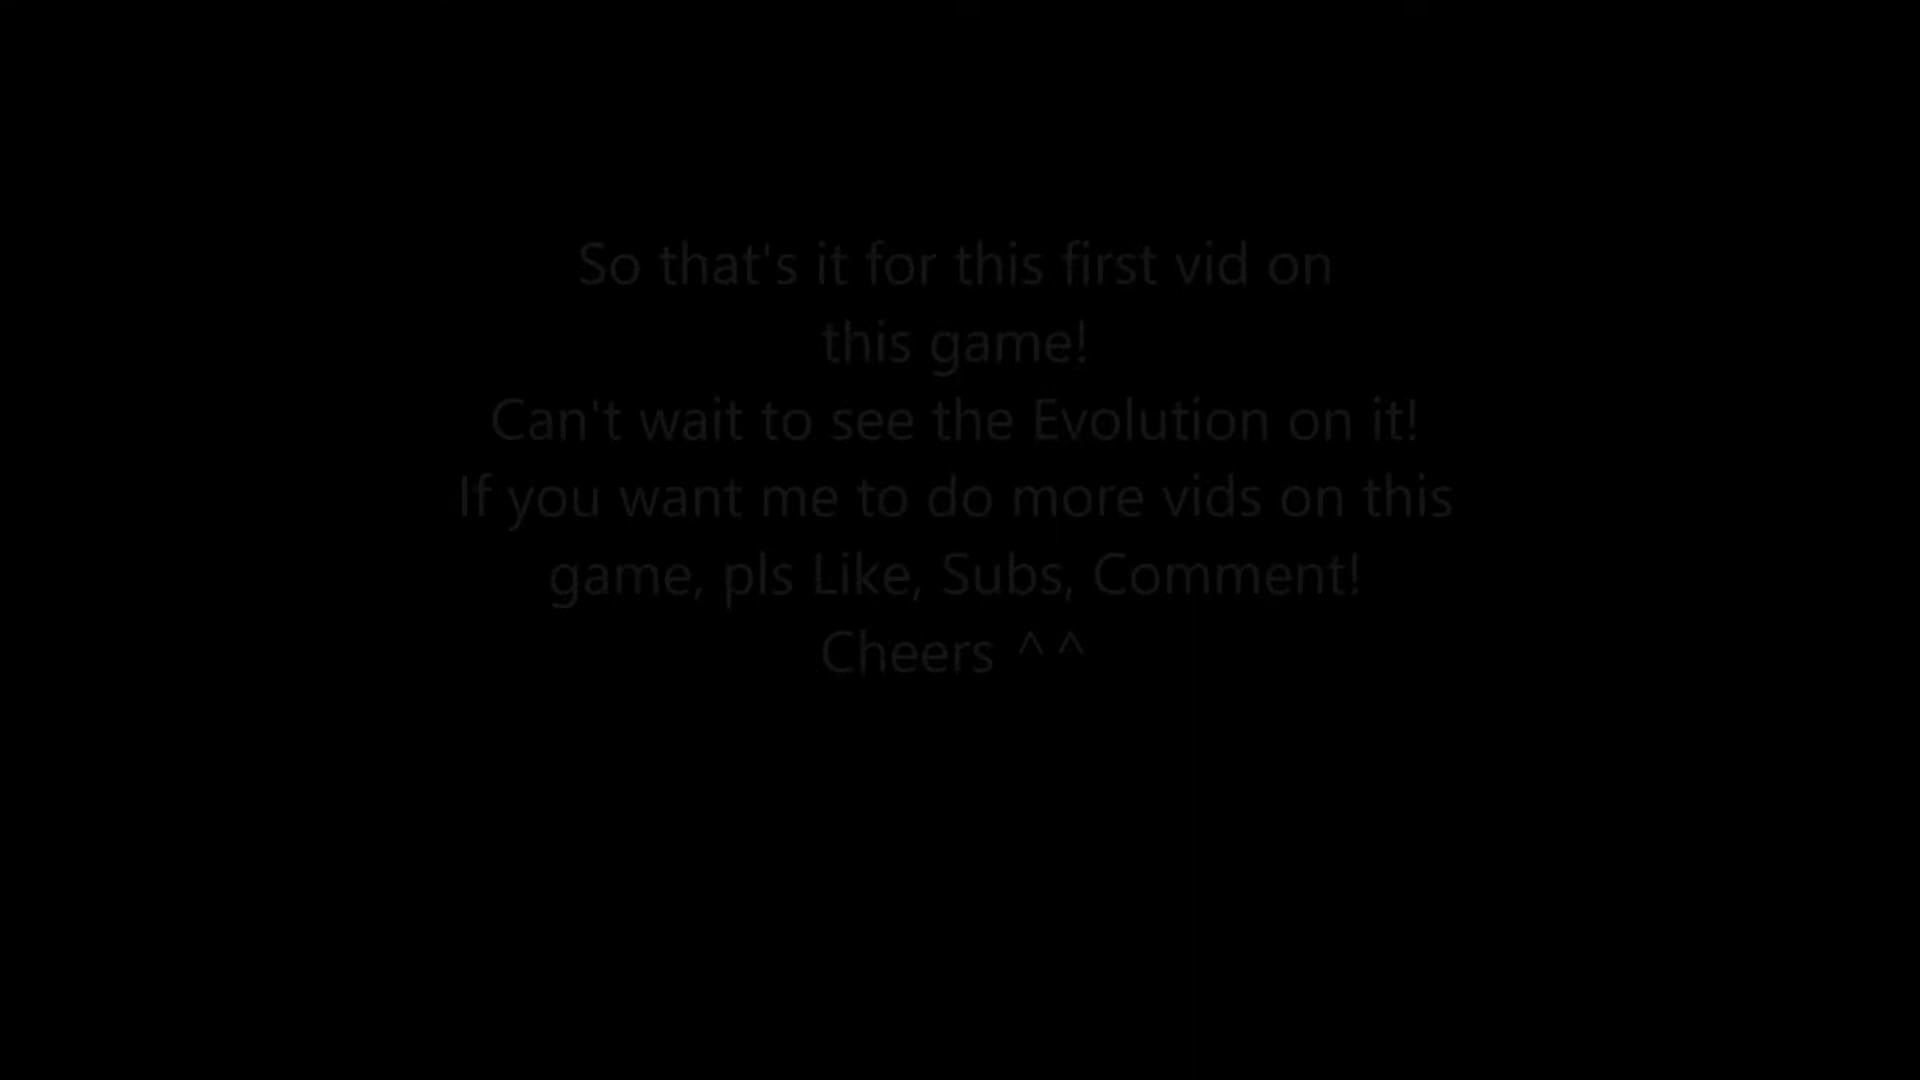 So that's it for this first vid on
this game!
Can't wait to see the Evolution on it!
If you want me to do more vids on this
game, pls Like, Subs, Comment!
Cheers ^^